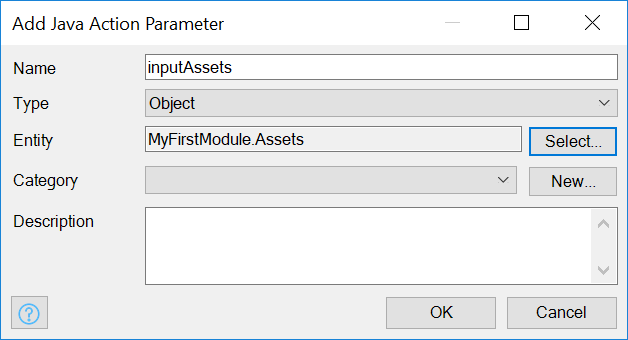 Add Java Action Parameter
Name inputAssets
Type Object
Entity MyFirstModule.Assets Select...
Category New...
Description
? OK Cancel